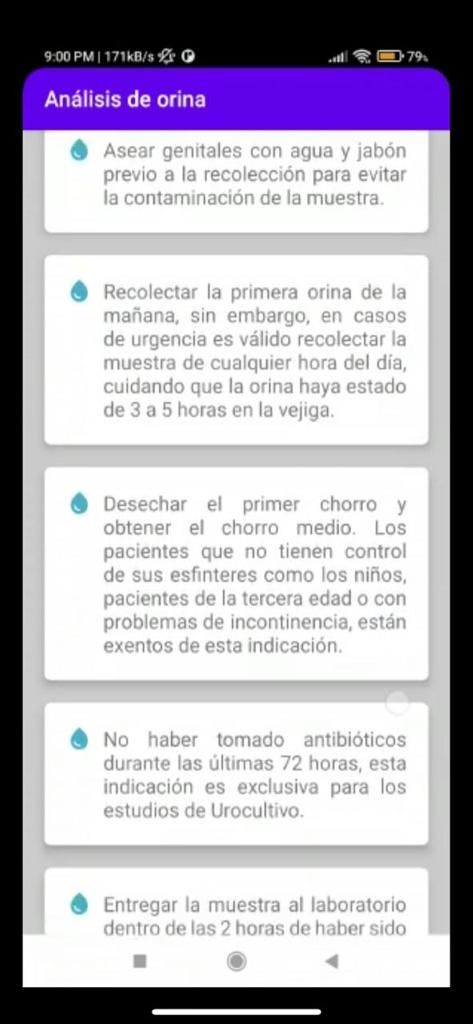 9:00 PM | 171kB/s
79%
Análisis de orina
Asear genitales con agua y jabón
previo a la recolección para evitar
la contaminación de la muestra.
Recolectar la primera orina de la
mañana, sin embargo, en casos
de urgencia es válido recolectar la
muestra de cualquier hora del día,
cuidando que la orina haya estado
de 3 a 5 horas en la vejiga.
Desechar el primer chorro y
obtener el chorro medio. Los
pacientes que no tienen control
de sus esfinteres como los niños,
pacientes de la tercera edad o con
problemas de incontinencia, están
exentos de esta indicación.
No haber tomado antibióticos
durante las últimas 72 horas, esta
indicación es exclusiva para los
estudios de Urocultivo.
Entregar la muestra al laboratorio
dentro de las 2 horas de haber sido